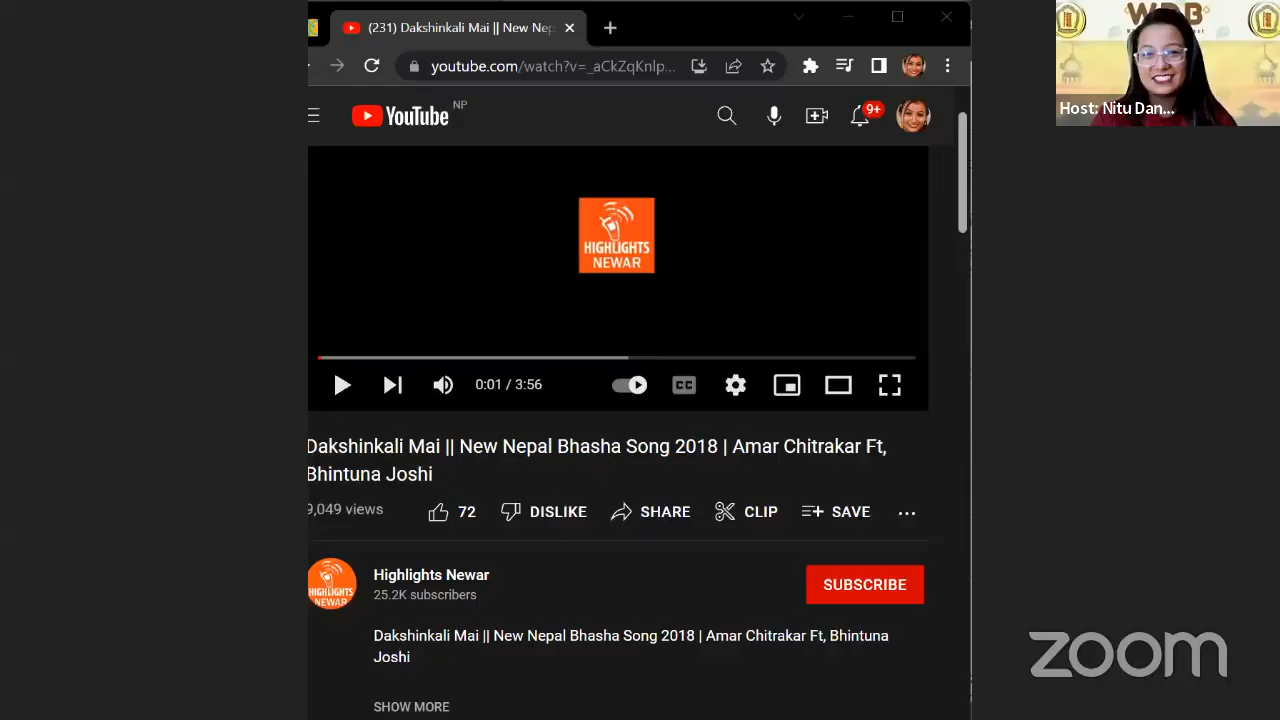 (231) Dakshinkali Mai || New Nep
youtube.com/watch?v=_aCkZqKnlp...
YouTube NP
9+
HIGHLIGHTS
NEWAR
0:01 / 3:56
CC
Dakshinkali Mai || New Nepal Bhasha Song 2018 | Amar Chitrakar Ft,
Bhintuna Joshi
9,049 views
72
DISLIKE
SHARE
CLIP
SAVE
...
HIGHLIGHTS
NEWAR
Highlights Newar
25.2K subscribers
SUBSCRIBE
Dakshinkali Mai || New Nepal Bhasha Song 2018 | Amar Chitrakar Ft, Bhintuna
Joshi
SHOW MORE
Host: Nitu Dan...
zoom